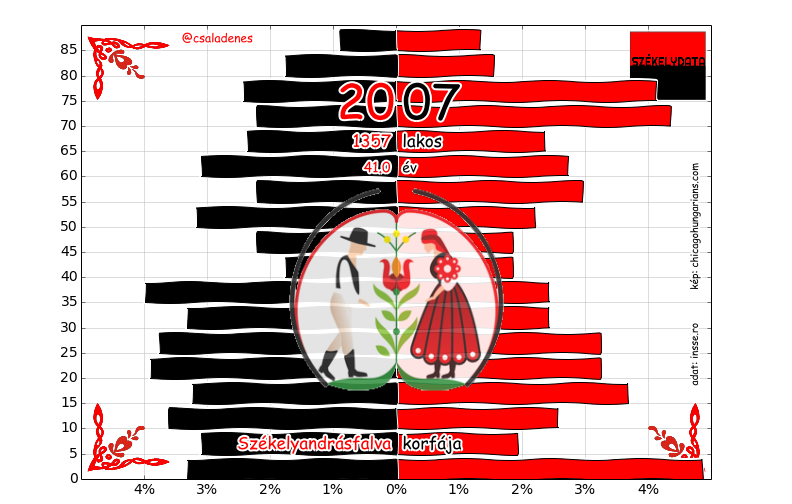 @csaladenes
SZÉKELYDATA
2007
1357 lakos
41.0 év
kép: chicagohungarians.com
adat: insse.ro
Székelyandrásfalva korfája
85
80
75
70
65
60
55
50
45
40
35
30
25
20
15
10
5
0
4% 3% 2% 1% 0% 1% 2% 3% 4%